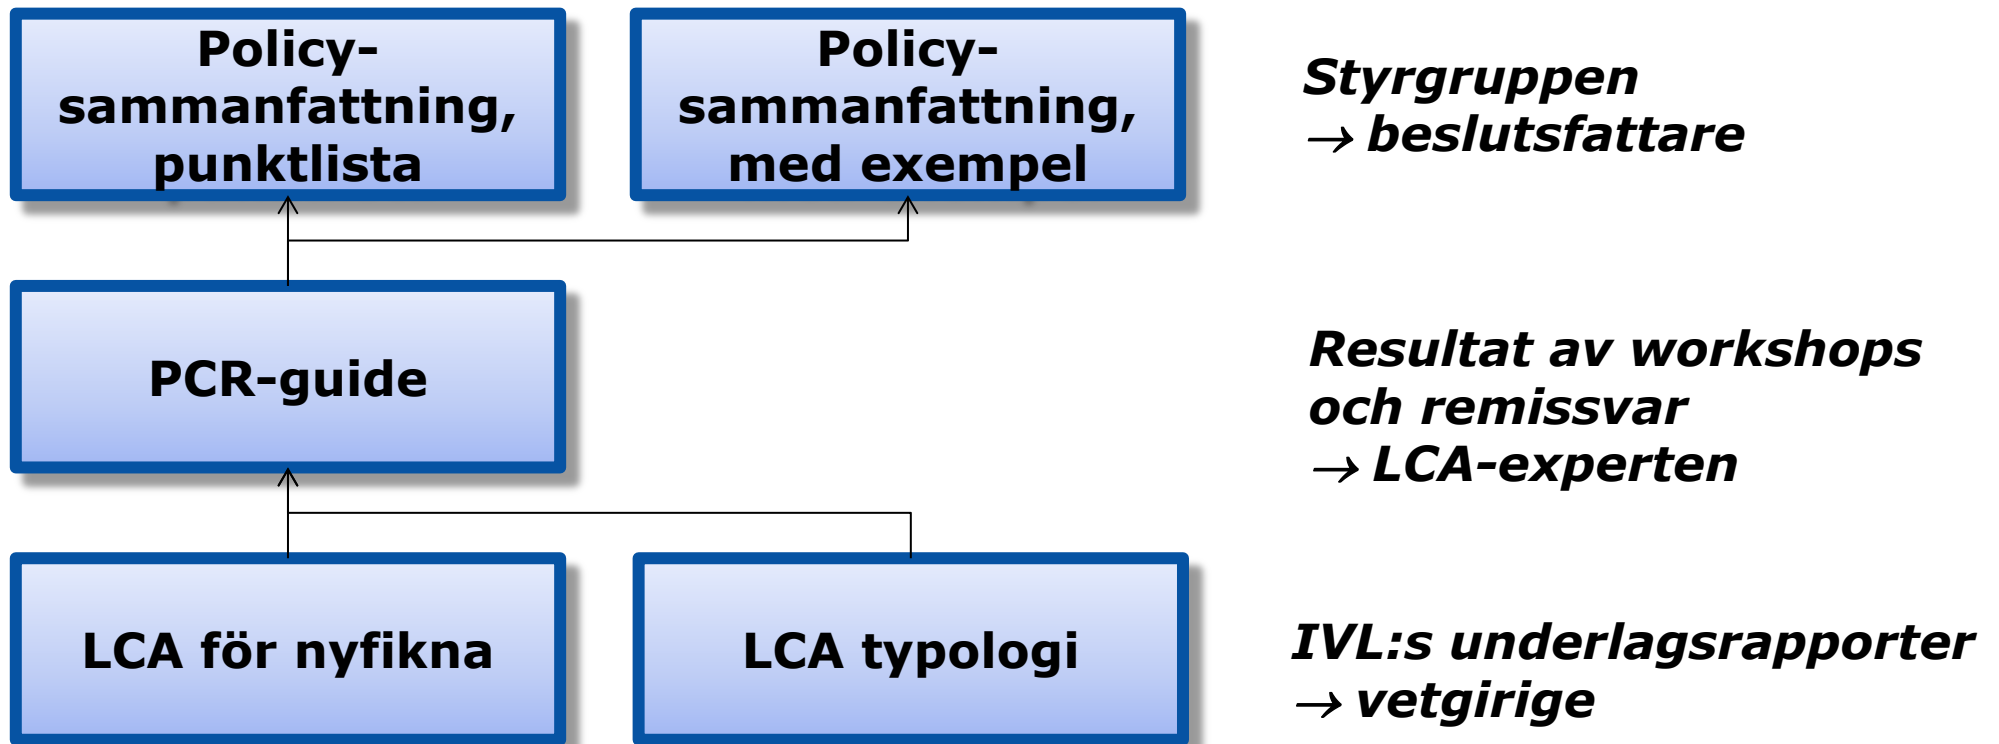 Policy-
sammanfattning,
punktlista
Policy-
sammanfattning,
med exempel
Styrgruppen
→ beslutsfattare
PCR-guide
Resultat av workshops
och remissvar
→ LCA-experten
LCA för nyfikna
LCA typologi
IVL:s underlagsrapporter
→ vetgirige